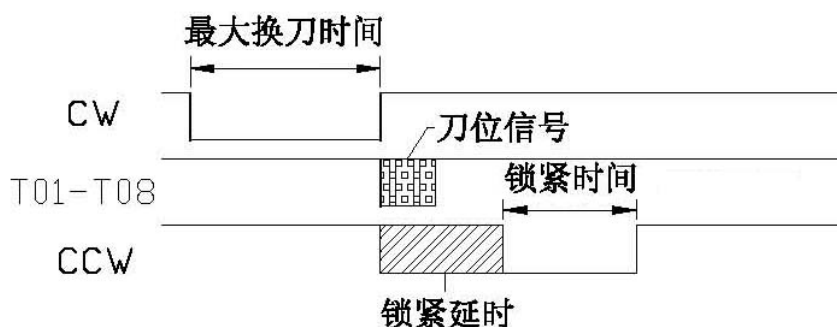 最大换刀时间
CW
刀位信号
T01-T08
锁紧时间
CCW
锁紧延时